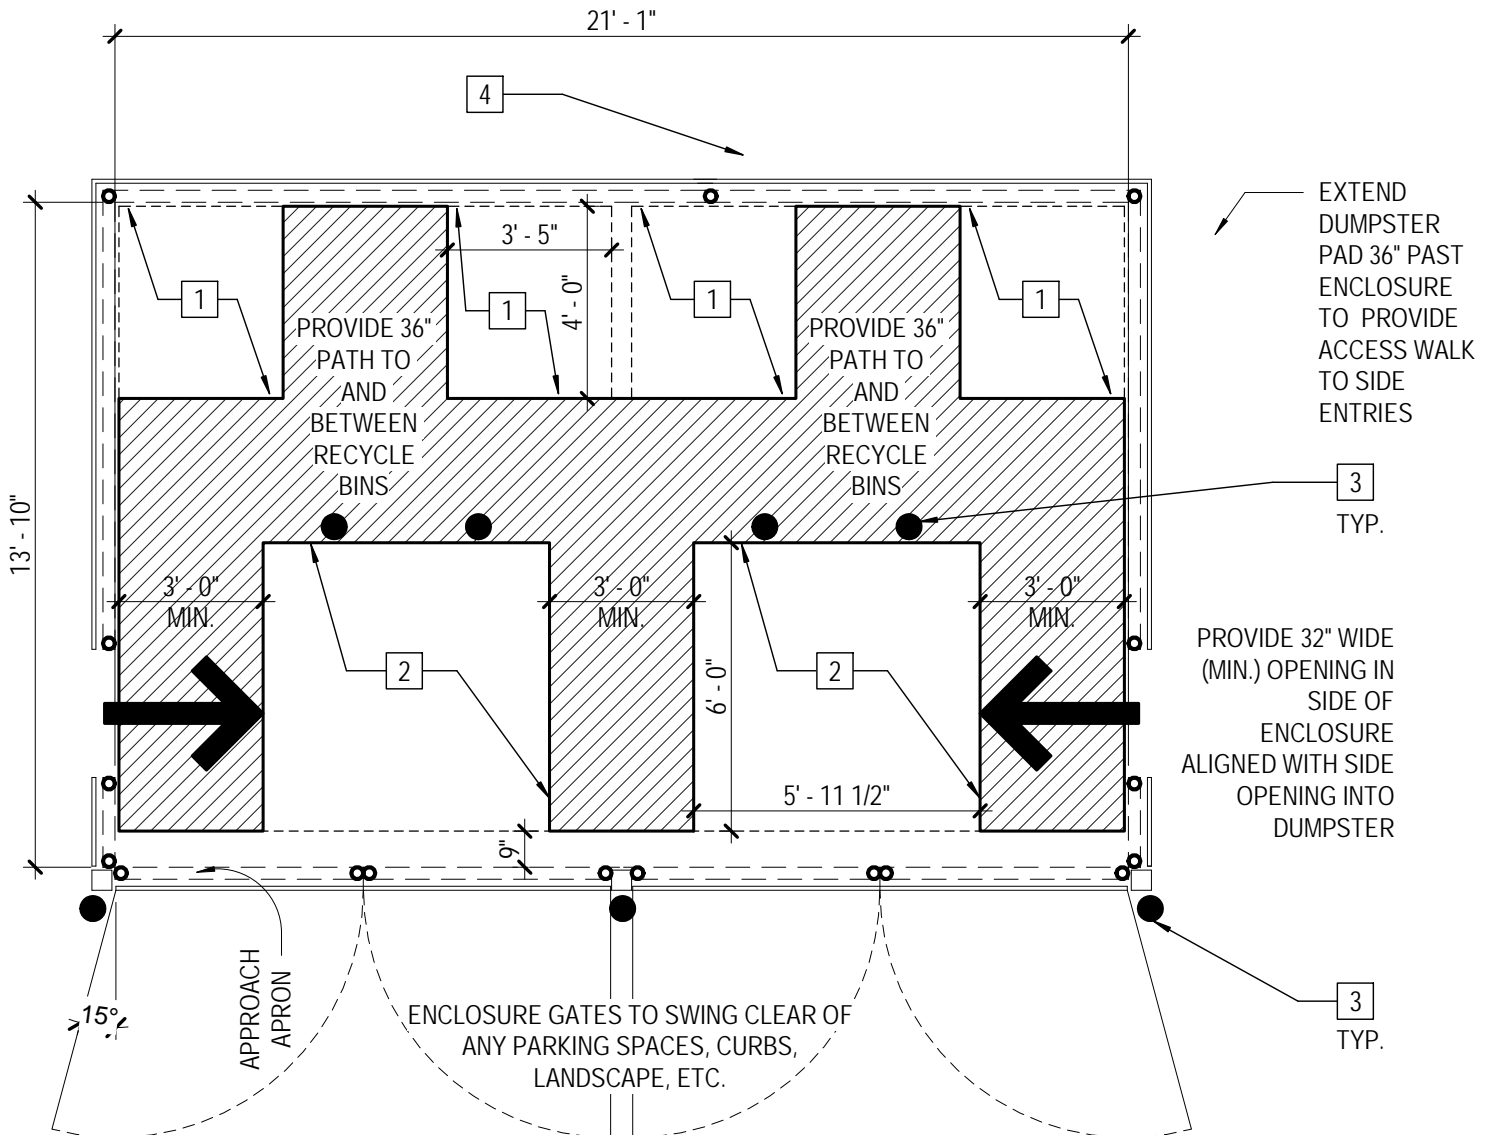 21' - 1"
4
EXTEND
DUMPSTER
PAD 36" PAST
ENCLOSURE
TO PROVIDE
ACCESS WALK
TO SIDE
ENTRIES
3' - 5"
4' - 0"
1
1
1
1
PROVIDE 36"
PATH TO
AND
BETWEEN
RECYCLE
BINS
PROVIDE 36"
PATH TO
AND
BETWEEN
RECYCLE
BINS
3
TYP.
13' - 10"
3' - 0"
MIN.
3' - 0"
MIN.
3' - 0"
MIN.
2
2
6' - 0"
PROVIDE 32" WIDE
(MIN.) OPENING IN
SIDE OF
ENCLOSURE
ALIGNED WITH SIDE
OPENING INTO
DUMPSTER
5' - 11 1/2"
9"
APPROACH
APRON
15°
ENCLOSURE GATES TO SWING CLEAR OF
ANY PARKING SPACES, CURBS,
LANDSCAPE, ETC.
3
TYP.